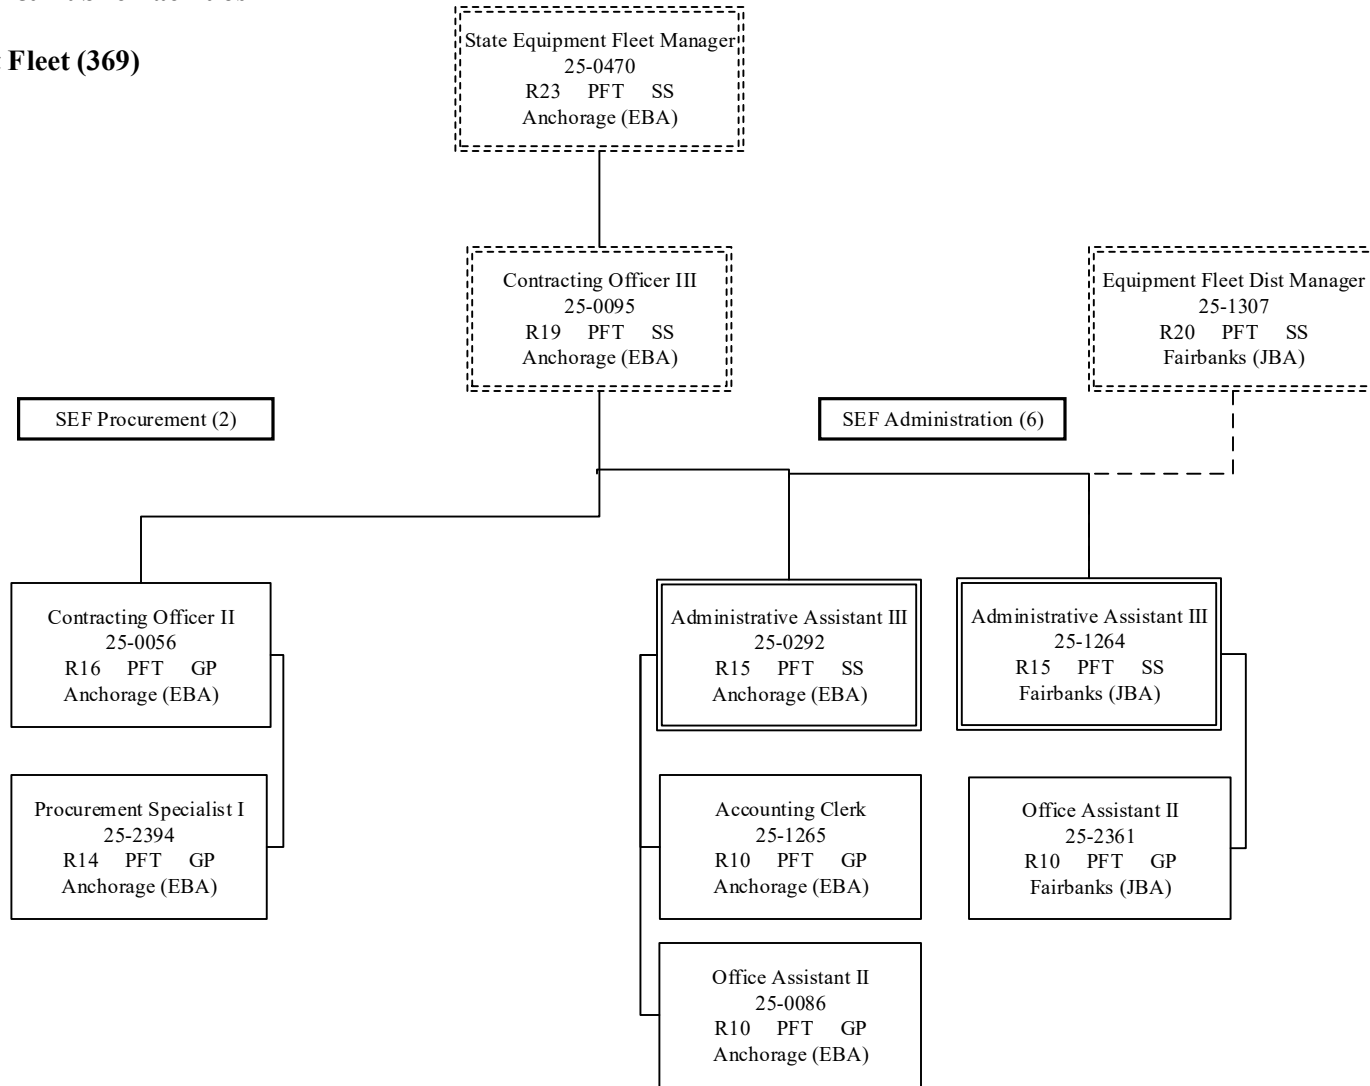 Fleet (369)
State Equipment Fleet Manager
25-0470
R23 PFT SS
Anchorage (EBA)
Contracting Officer III
25-0095
R19 PFT SS
Anchorage (EBA)
Equipment Fleet Dist Manager
25-1307
R20 PFT SS
Fairbanks (JBA)
SEF Procurement (2)
SEF Administration (6)
Contracting Officer II
25-0056
R16 PFT GP
Anchorage (EBA)
Administrative Assistant III
25-0292
R15 PFT SS
Anchorage (EBA)
Administrative Assistant III
25-1264
R15 PFT SS
Fairbanks (JBA)
Procurement Specialist I
25-2394
R14 PFT GP
Anchorage (EBA)
Accounting Clerk
25-1265
R10 PFT GP
Anchorage (EBA)
Office Assistant II
25-2361
R10 PFT GP
Fairbanks (JBA)
Office Assistant II
25-0086
R10 PFT GP
Anchorage (EBA)